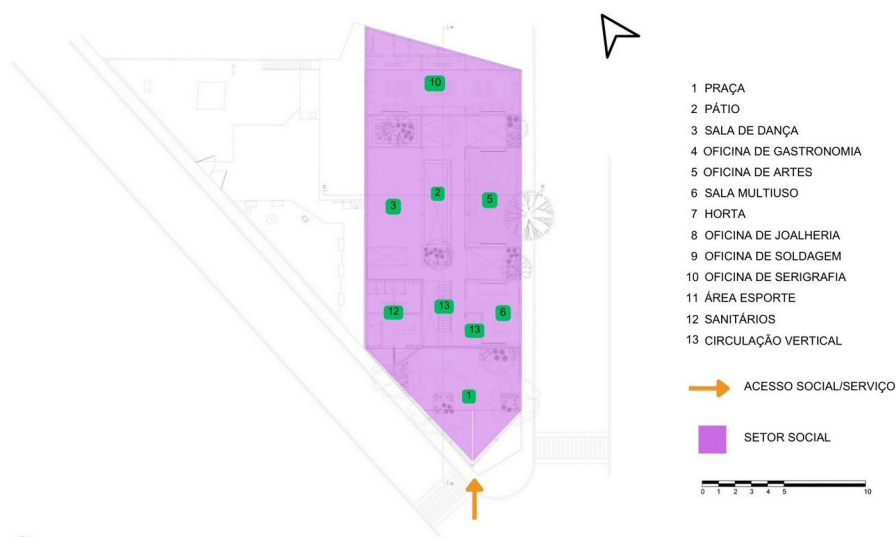 10
2
3
5
13
12
6
13
1
1 PRAÇA
2 PÁTIO
3 SALA DE DANÇA
4 OFICINA DE GASTRONOMIA
5 OFICINA DE ARTES
6 SALA MULTIUSO
7 HORTA
8 OFICINA DE JOALHERIA
9 OFICINA DE SOLDAGEM
10 OFICINA DE SERIGRAFIA
11 ÁREA ESPORTE
12 SANITÁRIOS
13 CIRCULAÇÃO VERTICAL
ACESSO SOCIAL/SERVIÇO
SETOR SOCIAL
0 1 2 3 4 5 10